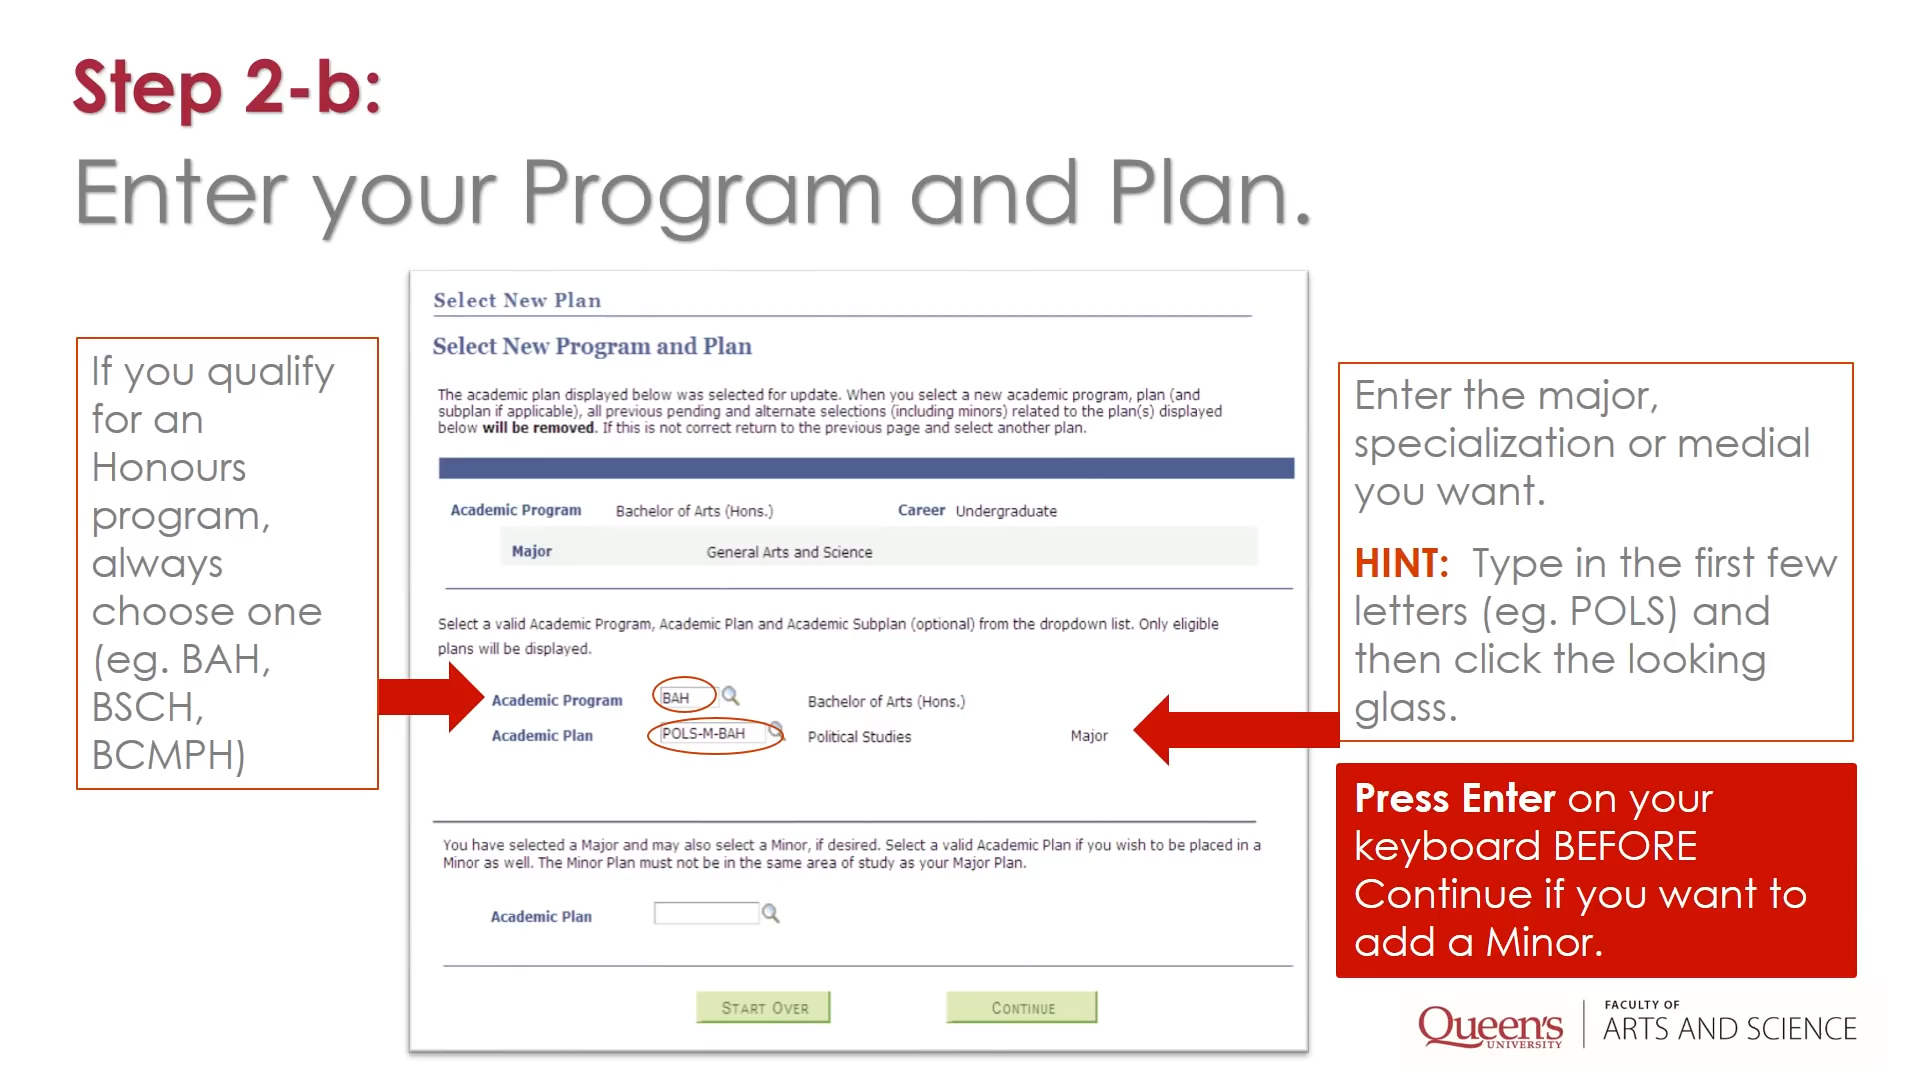 Step 2-b:
Enter your Program and Plan.
If you qualify
for an
Honours
program,
always
choose one
(eg. BAH,
BSCH,
BCMPH)
Select New Plan
Select New Program and Plan
The academic plan displayed below was selected for update. When you select a new academic program, plan (and
subplan if applicable), all previous pending and alternate selections (including minors) related to the plan(s) displayed
below will be removed. If this is not correct return to the previous page and select another plan.
Academic Program Bachelor of Arts (Hons.) Career Undergraduate
Major General Arts and Science
Select a valid Academic Program, Academic Plan and Academic Subplan (optional) from the dropdown list. Only eligible
plans will be displayed.
Academic Program BAH Bachelor of Arts (Hons.)
Academic Plan POLS-M-BAH Political Studies Major
You have selected a Major and may also select a Minor, if desired. Select a valid Academic Plan if you wish to be placed in a
Minor as well. The Minor Plan must not be in the same area of study as your Major Plan.
Academic Plan
START OVER CONTINUE
Enter the major,
specialization or medial
you want.
HINT: Type in the first few
letters (eg. POLS) and
then click the looking
glass.
Press Enter on your
keyboard BEFORE
Continue if you want to
add a Minor.
Queen's
UNIVERSITY
FACULTY OF
ARTS AND SCIENCE